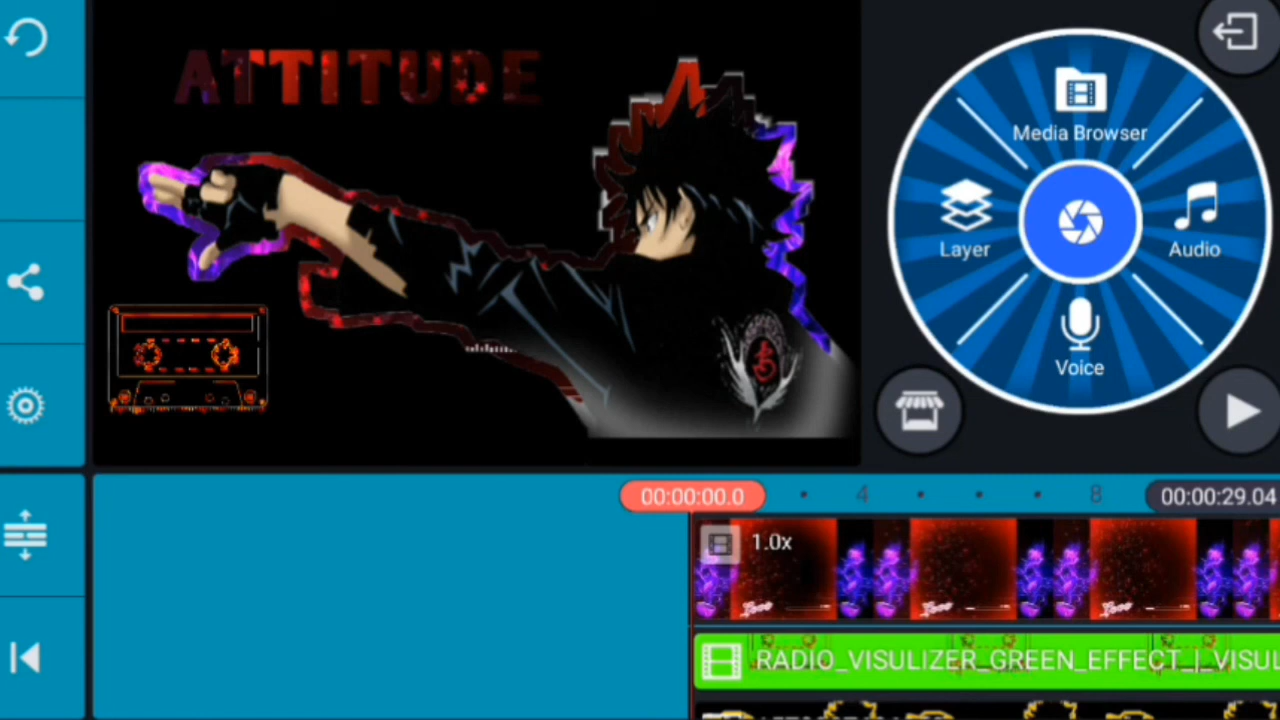 ATTITUDE
Media Browser
Layer
Audio
Voice
00:00:00.0
4
8
00:00:29.04
1.0x
RADIO_VISULIZER_GREEN_EFFECT_|_VISUL